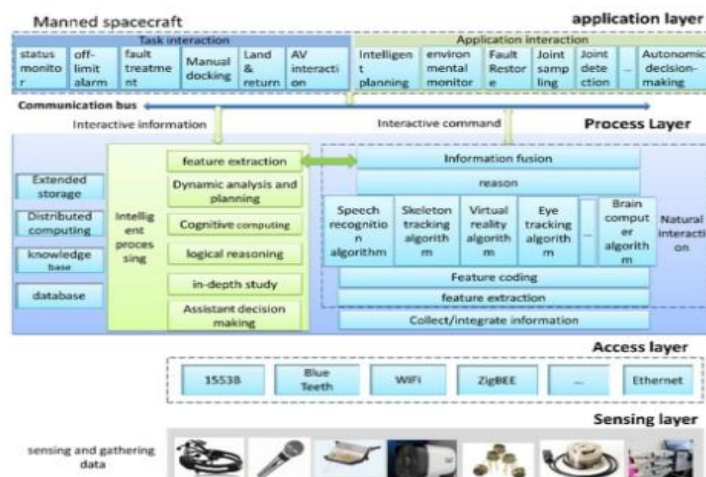 Manned spacecraft
application layer
Task interaction
Application interaction
status
monito
r
off-
limit
alarm
fault
treatme
nt
Manual
docking
Land
&
return
AV
interacti
on
Intelligen
t
planning
environ
mental
monitor
Fault
Restor
e
Joint
samp
ling
Joint
dete
ction
...
Autonomic
decision-
making
Communication bus
Interactive information
Interactive command
Process Layer
Extended
storage
Distributed
computing
knowledge
base
database
Intellig
ent
proces
sing
feature extraction
Dynamic analysis and
planning
Cognitive computing
logical reasoning
in-depth study
Assistant decision
making
Information fusion
reason
Speech
recognitio
n
algorithm
Skeleton
tracking
algorith
m
Virtual
reality
algorith
m
Eye
tracking
algorith
m
...
Brain
comput
er
algorith
m
Natural
interacti
on
Feature coding
feature extraction
Collect/integrate information
Access layer
1553B
Blue
Teeth
WiFi
ZigBEE
...
Ethernet
Sensing layer
sensing and gathering
data